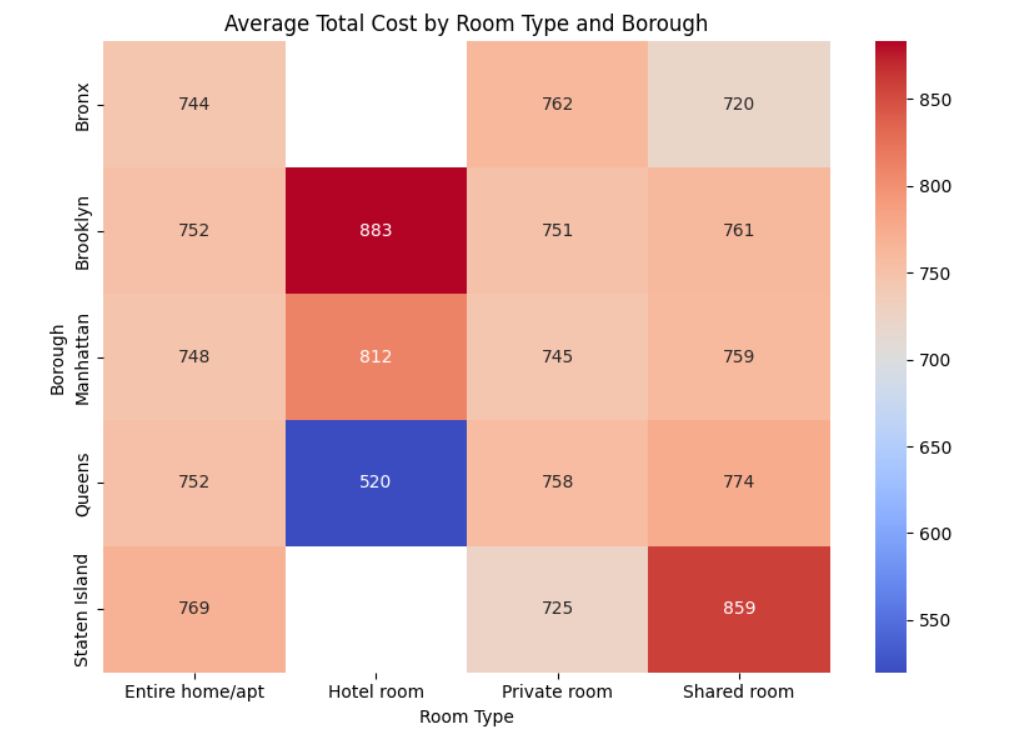 Average Total Cost by Room Type and Borough
Borough
Bronx
744
762
720
Brooklyn
752
883
751
761
Manhattan
748
812
745
759
Queens
752
520
758
774
Staten Island
769
725
859
Entire home/apt
Hotel room
Private room
Shared room
Room Type
850
800
750
700
650
600
550